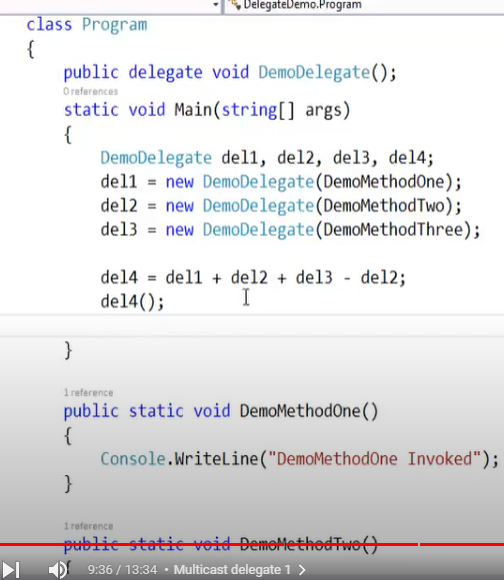 DelegateDemo.Program
class Program
{
public delegate void DemoDelegate();
0 references
static void Main(string[] args)
{
DemoDelegate del1, del2, del3, del4;
del1 = new DemoDelegate(DemoMethodOne);
del2 = new DemoDelegate(DemoMethodTwo);
del3 = new DemoDelegate(DemoMethodThree);
del4 = del1 + del2 + del3 - del2;
del4();
}
1 reference
public static void DemoMethodOne()
{
Console.WriteLine("DemoMethodOne Invoked");
}
1 reference
public static void DemoMethodTwo()
{
9:36 / 13:34 • Multicast delegate 1 >